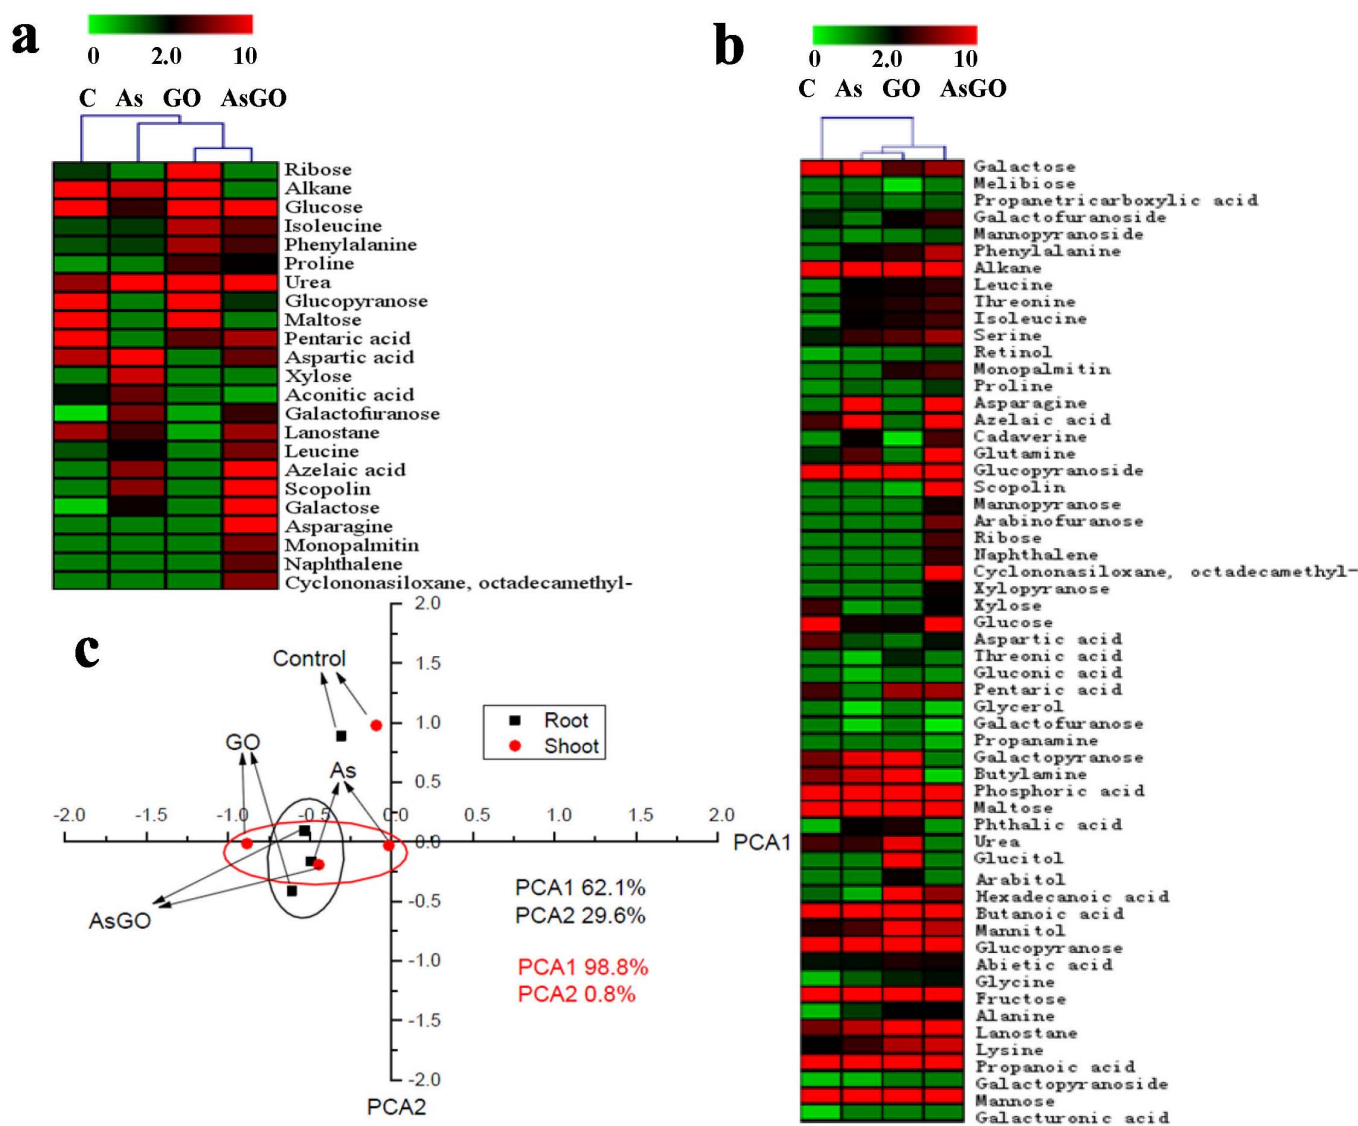 a
0 2.0 10
C As GO AsGO
Ribose
Alkane
Glucose
Isoleucine
Phenylalanine
Proline
Urea
Glucopyranose
Maltose
Pentaric acid
Aspartic acid
Xylose
Aconitic acid
Galactofuranose
Lanostane
Leucine
Azelaic acid
Scopolin
Galactose
Asparagine
Monopalmitin
Naphthalene
Cyclononasiloxane, octadecamethyl-
b
0 2.0 10
C As GO AsGO
Galactose
Melibiose
Propanetricarboxylic acid
Galactofuranoside
Mannopyranoside
Phenylalanine
Alkane
Leucine
Threonine
Isoleucine
Serine
Retinol
Monopalmitin
Proline
Asparagine
Azelaic acid
Cadaverine
Glutamine
Glucopyranoside
Scopolin
Mannopyranose
Arabinofuranose
Ribose
Naphthalene
Cyclononasiloxane, octadecamethyl-
Xylopyranose
Xylose
Glucose
Aspartic acid
Threonic acid
Gluconic acid
Pentaric acid
Glycerol
Galactofuranose
Propanamine
Galactopyranose
Butylamine
Phosphoric acid
Maltose
Phthalic acid
Urea
Glucitol
Arabitol
Hexadecanoic acid
Butanoic acid
Mannitol
Glucopyranose
Abietic acid
Glycine
Fructose
Alanine
Lanostane
Lysine
Propanoic acid
Galactopyranoside
Mannose
Galacturonic acid
c
2.0
1.5
1.0
0.5
0.0
-0.5
-1.0
-1.5
-2.0
-2.0 -1.5 -1.0 -0.5 0.0 0.5 1.0 1.5 2.0
PCA1
PCA2
Control
GO
As
AsGO
Root
Shoot
PCA1 62.1%
PCA2 29.6%
PCA1 98.8%
PCA2 0.8%